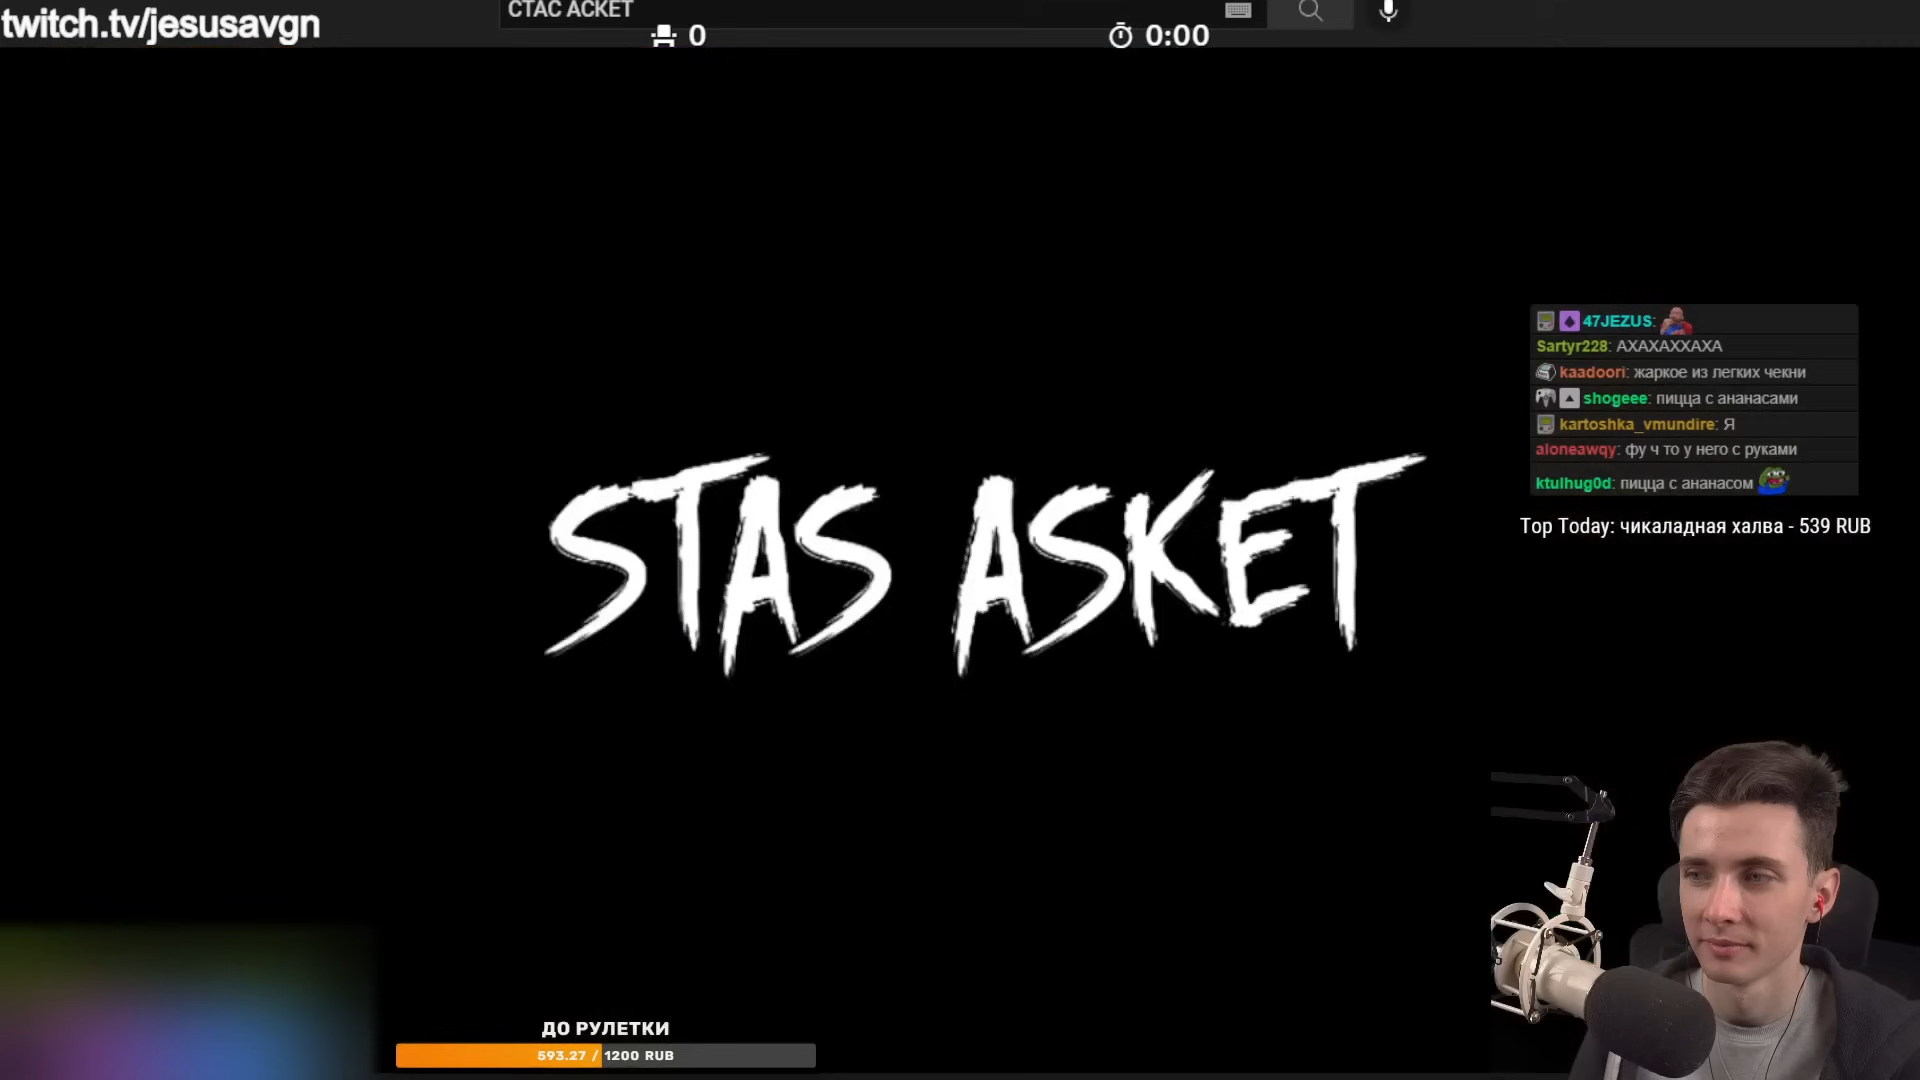 twitch.tv/jesusavgn
СТАС АСКЕТ
0
0:00
STAS ASKET
47JEZUS:
Sartyr228: АХАХАХХАХА
kaadoori: жаркое из легких чекни
shogeee: пицца с ананасами
kartoshka_vmundire: Я
aloneawqy: фу ч то у него с руками
ktulhug0d: пицца с ананасом
Top Today: чикаладная халва - 539 RUB
ДО РУЛЕТКИ
593.27 / 1200 RUB